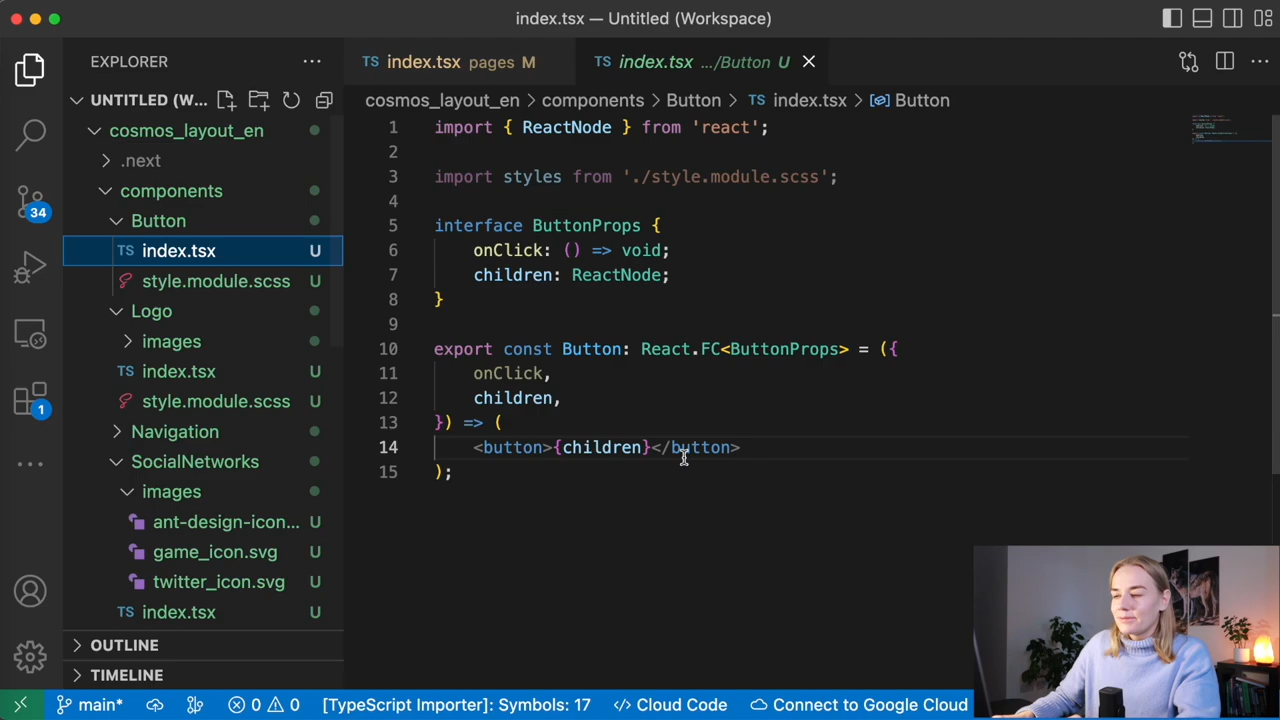 index.tsx — Untitled (Workspace)
EXPLORER
TS index.tsx pages M
TS index.tsx .../Button U
UNTITLED (W...
cosmos_layout_en > components > Button > TS index.tsx > Button
cosmos_layout_en
.next
components
Button
TS index.tsx U
style.module.scss U
Logo
images
TS index.tsx U
style.module.scss U
Navigation
SocialNetworks
images
ant-design-icon... U
game_icon.svg U
twitter_icon.svg U
TS index.tsx U
OUTLINE
TIMELINE
34
1
1 import { ReactNode } from 'react';
2
3 import styles from './style.module.scss';
4
5 interface ButtonProps {
6 onClick: () => void;
7 children: ReactNode;
8 }
9
10 export const Button: React.FC<ButtonProps> = ({
11 onClick,
12 children,
13 }) => (
14 <button>{children}</button>
15 );
main* 0 0 [TypeScript Importer]: Symbols: 17 </> Cloud Code Connect to Google Cloud